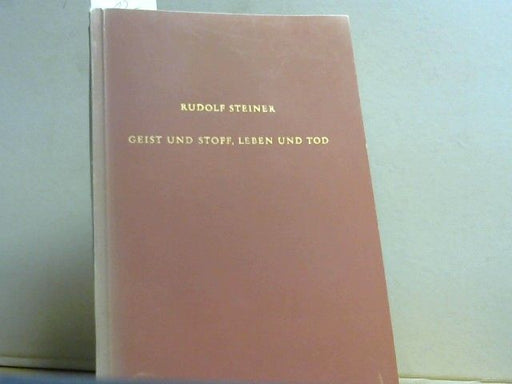 RUDOLF STEINER
GEIST UND STOFF, LEBEN UND TOD